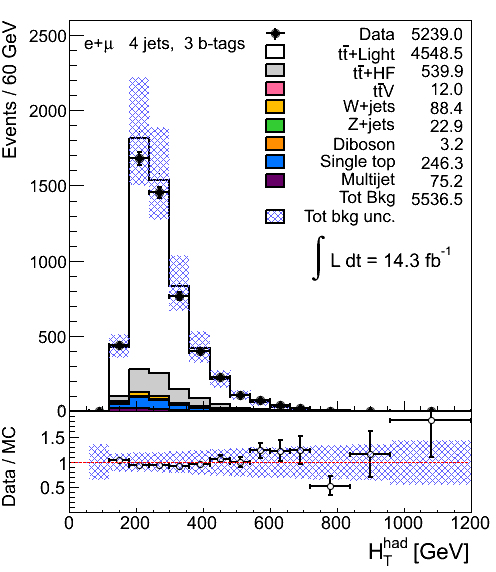 e+μ 4 jets, 3 b-tags
Data 5239.0
tt̄+Light 4548.5
tt̄+HF 539.9
tt̄V 12.0
W+jets 88.4
Z+jets 22.9
Diboson 3.2
Single top 246.3
Multijet 75.2
Tot Bkg 5536.5
Tot bkg unc.
∫ L dt = 14.3 fb⁻¹
Events / 60 GeV
2500
2000
1500
1000
500
0
Data / MC
1.5
1
0.5
0 200 400 600 800 1000 1200
H_T^had [GeV]